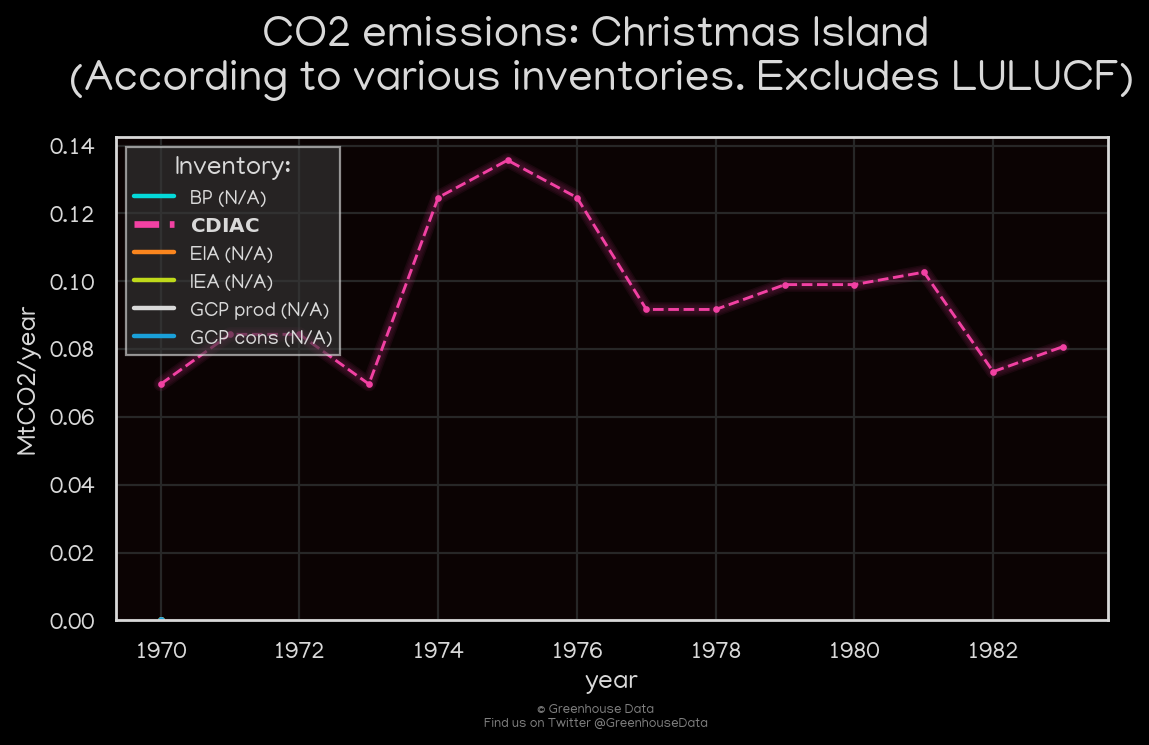 CO2 emissions: Christmas Island
(According to various inventories. Excludes LULUCF)
Inventory:
BP (N/A)
CDIAC
EIA (N/A)
IEA (N/A)
GCP prod (N/A)
GCP cons (N/A)
MtCO2/year
0.14
0.12
0.10
0.08
0.06
0.04
0.02
0.00
1970 1972 1974 1976 1978 1980 1982
year
© Greenhouse Data
Find us on Twitter @GreenhouseData